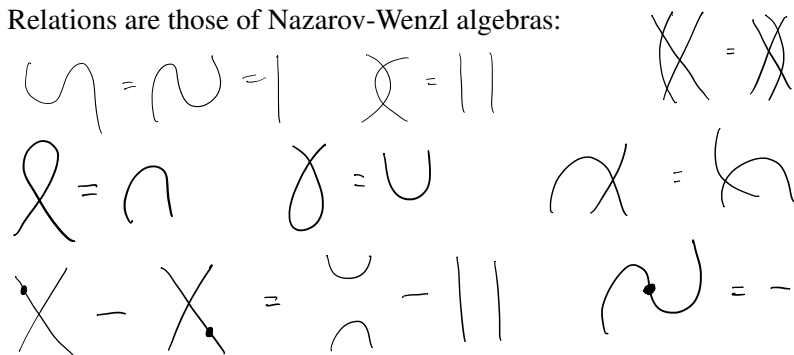 Relations are those of Nazarov-Wenzl algebras:
= = =
=
= = =
- = - = -